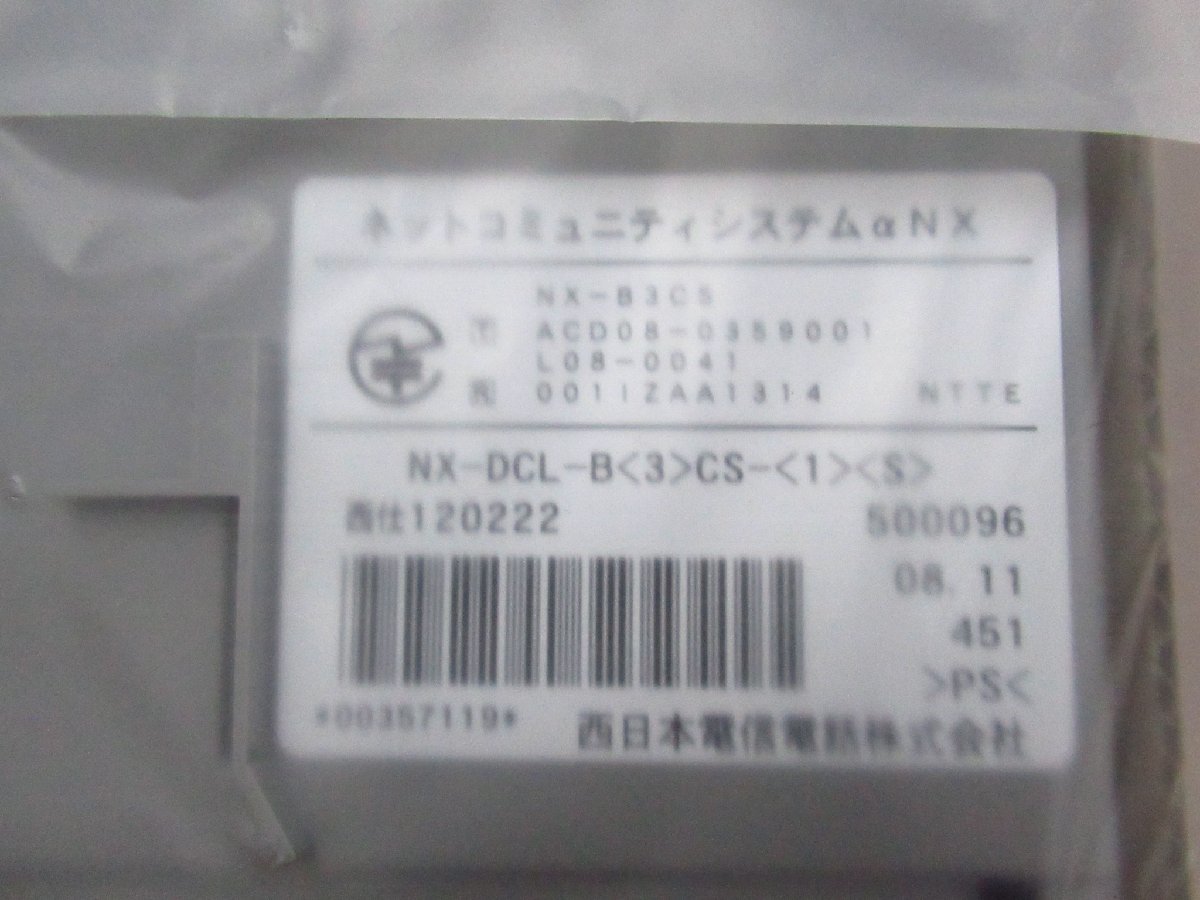 ネットコミュニティシステムαNX
NX-B3CS
ACD08-0359001
L08-0041
0011ZAA1314 NTTE
NX-DCL-B<3>CS-<1><S>
西仕120222 500096
08. 11
451
>PS<
*00357119*
西日本電信電話株式会社